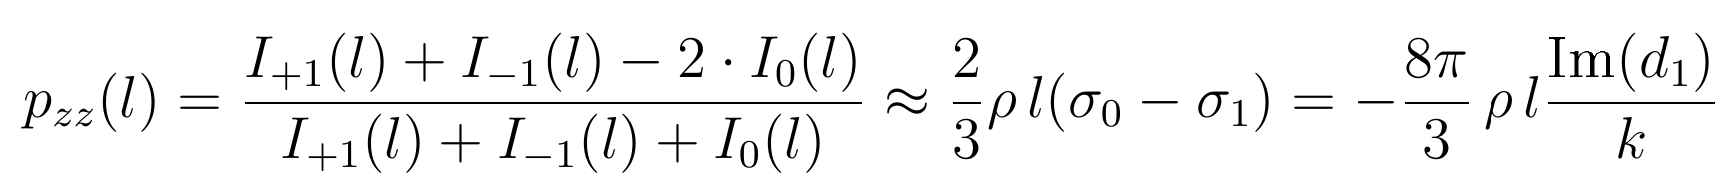 p_{zz}(l) = \frac{I_{+1}(l) + I_{-1}(l) - 2 \cdot I_0(l)}{I_{+1}(l) + I_{-1}(l) + I_0(l)} \approx \frac{2}{3} \rho \, l (\sigma_0 - \sigma_1) = -\frac{8\pi}{3} \, \rho \, l \frac{\mathrm{Im}(d_1)}{k}